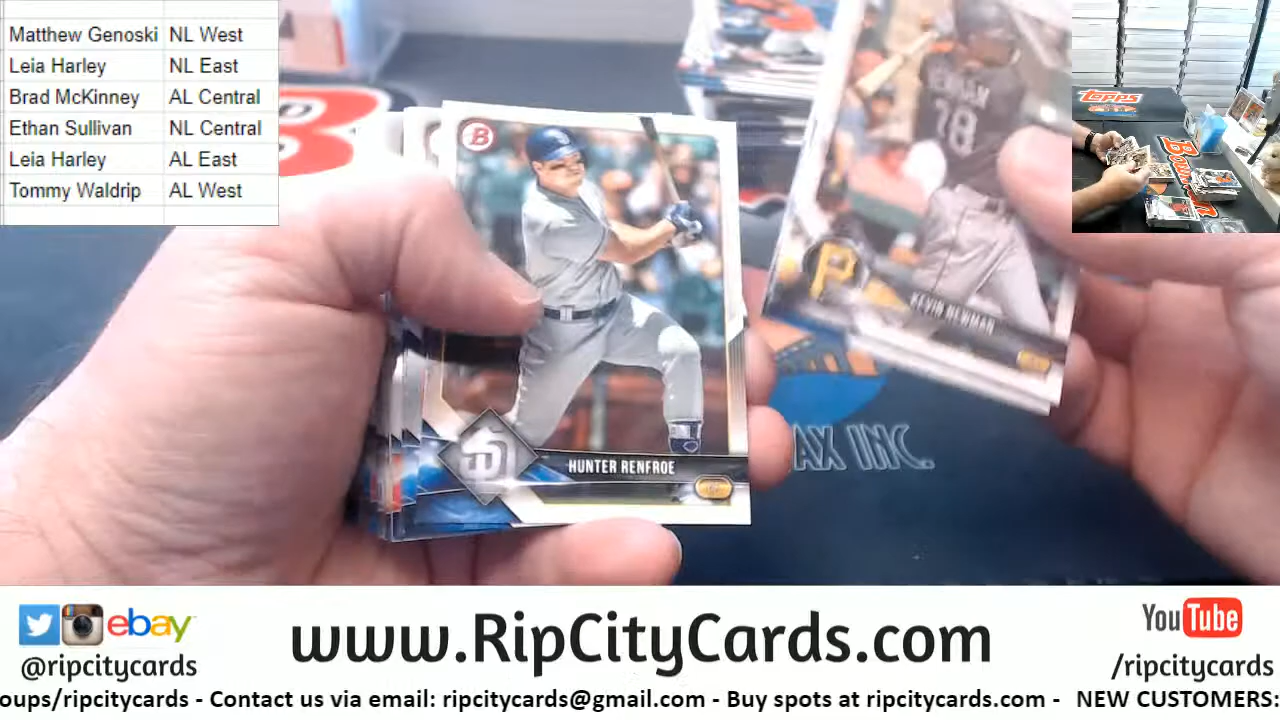 Matthew Genoski NL West
Leia Harley NL East
Brad McKinney AL Central
Ethan Sullivan NL Central
Leia Harley AL East
Tommy Waldrip AL West
B
HUNTER RENFROE
NEWMAN
78
P
KEVIN NEWMAN
AX INC.
Topps
ebay
@ripcitycards
www.RipCityCards.com
YouTube
/ripcitycards
oups/ripcitycards - Contact us via email: ripcitycards@gmail.com - Buy spots at ripcitycards.com - NEW CUSTOMERS: